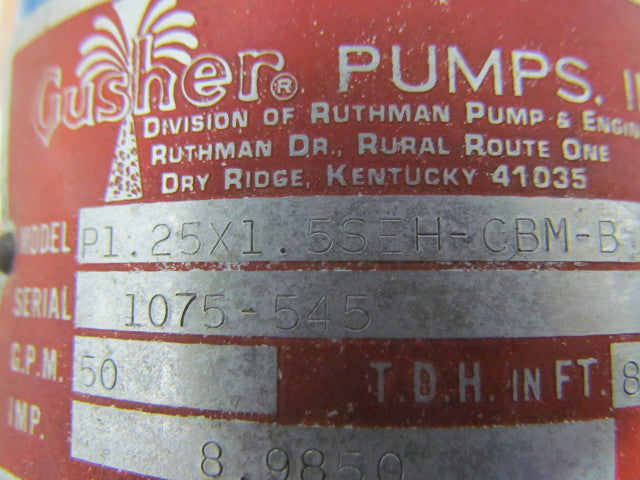 Gusher® PUMPS, I
DIVISION OF RUTHMAN PUMP & ENGIN
RUTHMAN DR., RURAL ROUTE ONE
DRY RIDGE, KENTUCKY 41035
MODEL P1.25X1.5SEH-CBM-B
SERIAL 1075-545
G.P.M. 50 T.D.H. IN FT. 8
IMP. 8.9850